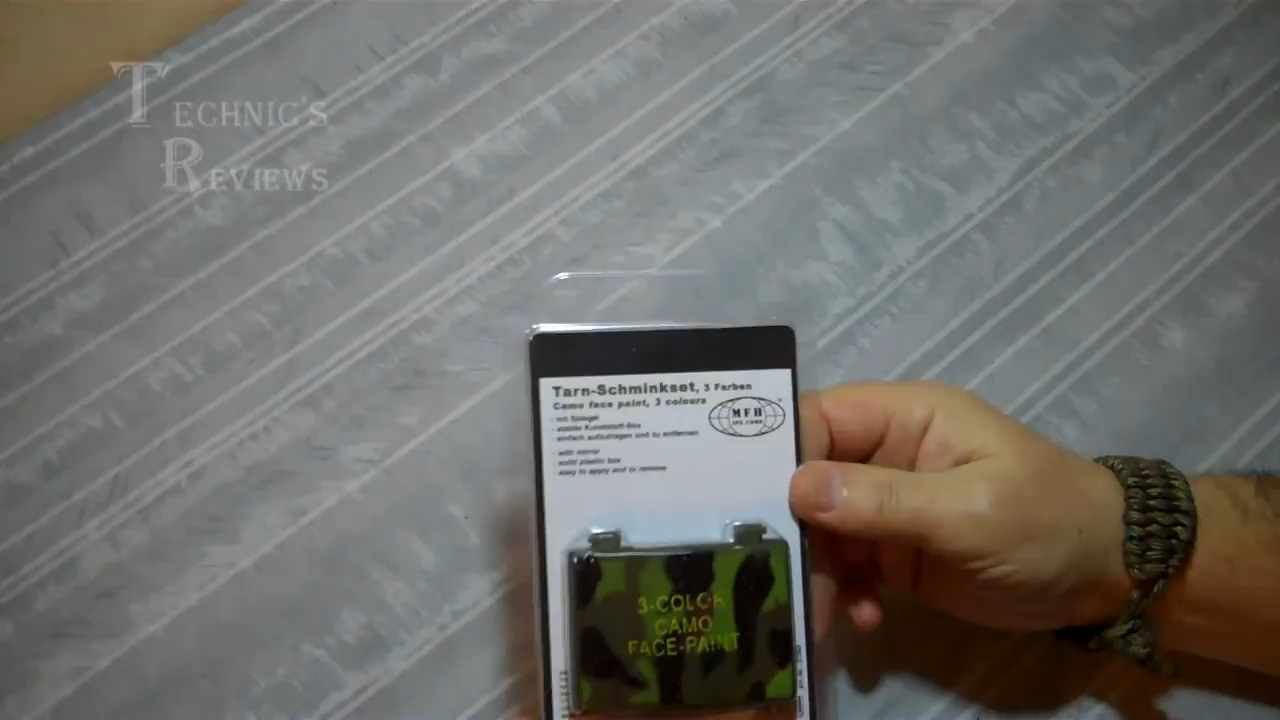 TECHNIC'S
REVIEWS
Tarn-Schminkset, 3 Farben
Camo face paint, 3 colours
MFH
INT. COMP.
- mit Spiegel
- stabile Kunststoff-Box
- einfach aufzutragen und zu entfernen
- with mirror
- solid plastic box
- easy to apply and to remove
3-COLOR
CAMO
FACE-PAINT